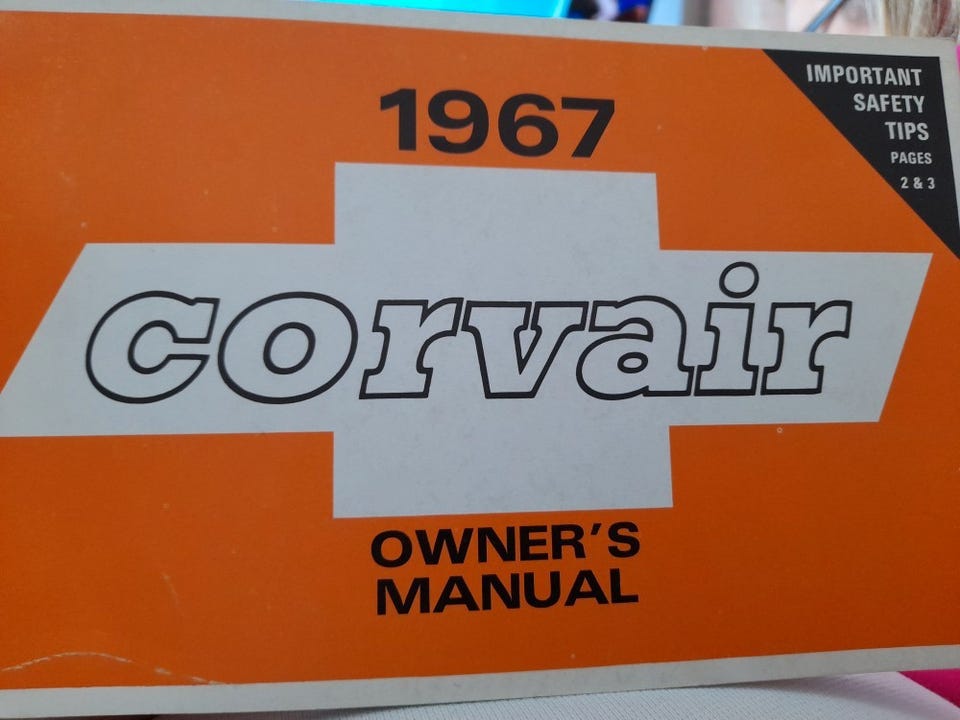 1967
IMPORTANT
SAFETY
TIPS
PAGES
2 & 3
corvair
OWNER'S
MANUAL